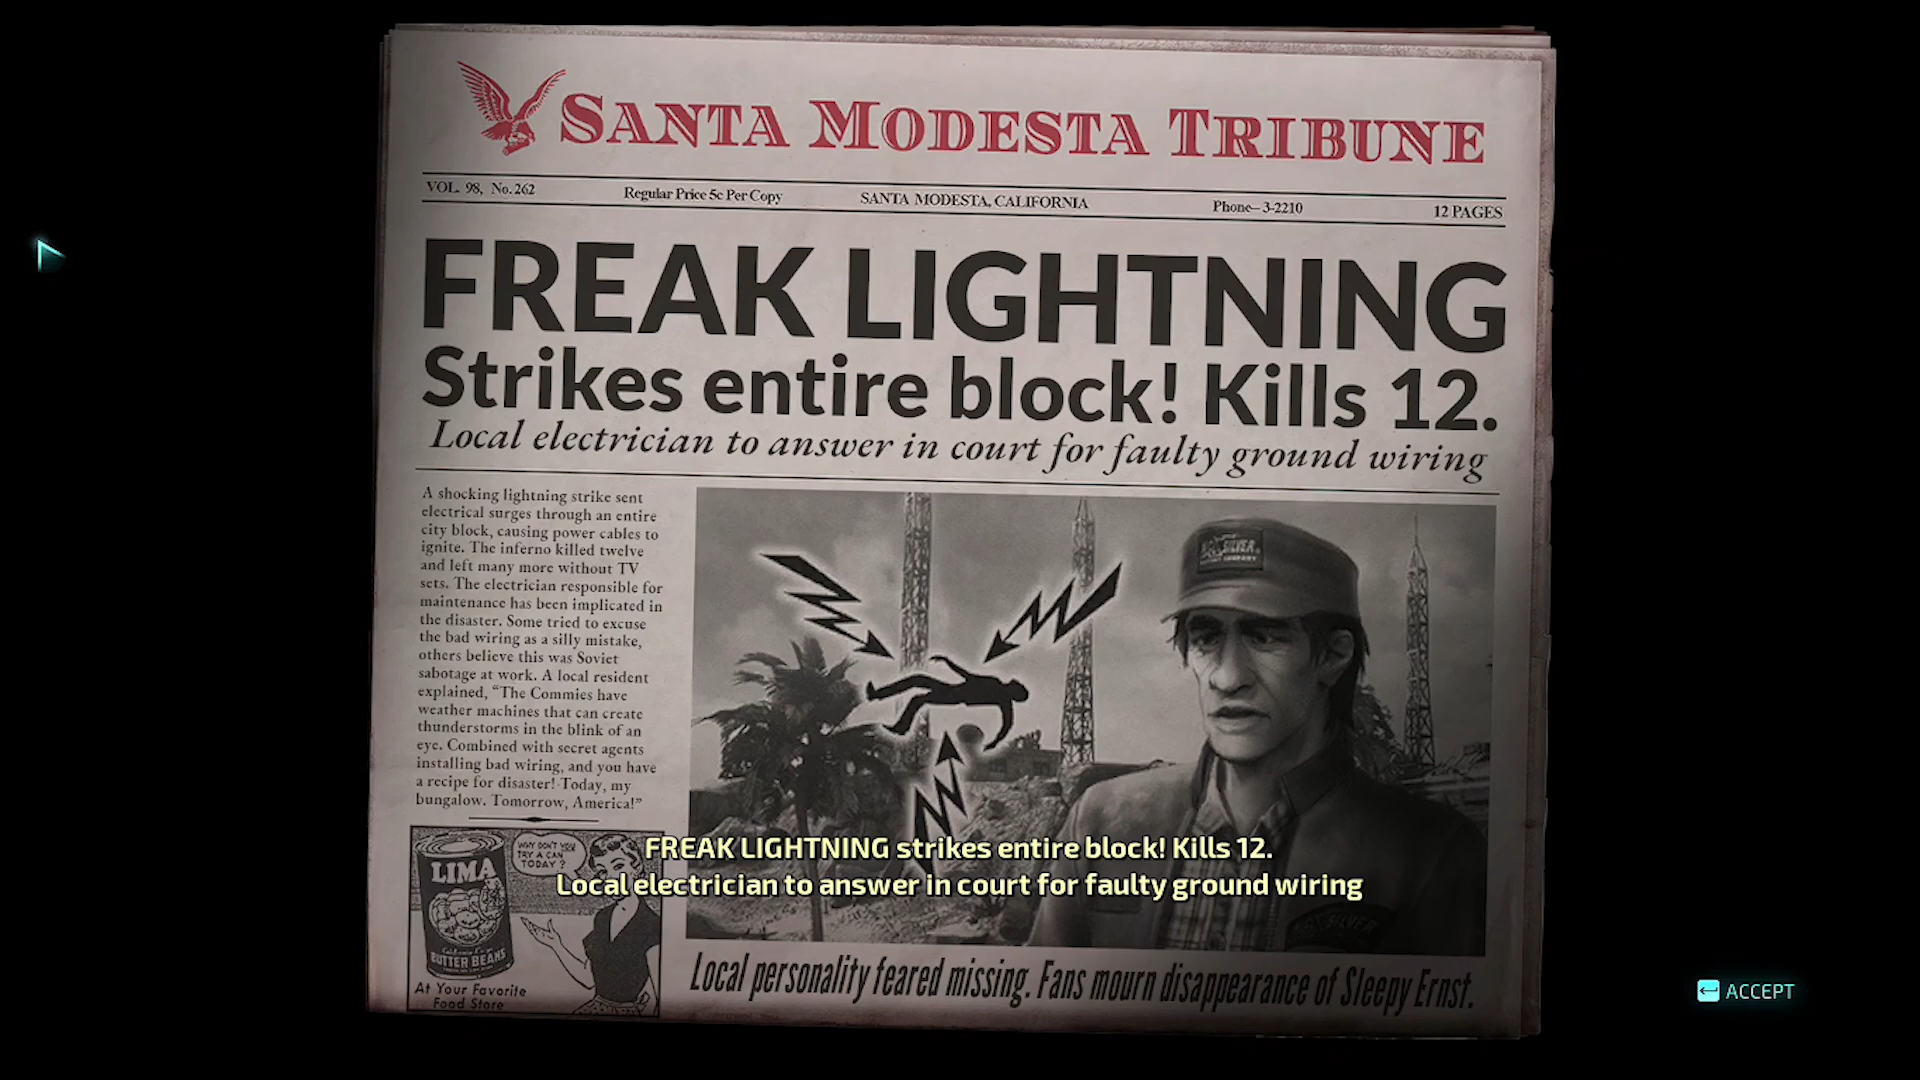 SANTA MODESTA TRIBUNE
VOL. 98, No. 262
Regular Price 5c Per Copy
SANTA MODESTA, CALIFORNIA
Phone– 3-2210
12 PAGES
FREAK LIGHTNING
Strikes entire block! Kills 12.
Local electrician to answer in court for faulty ground wiring
A shocking lightning strike sent
electrical surges through an entire
city block, causing power cables to
ignite. The inferno killed twelve
and left many more without TV
sets. The electrician responsible for
maintenance has been implicated in
the disaster. Some tried to excuse
the bad wiring as a silly mistake,
others believe this was Soviet
sabotage at work. A local resident
explained, “The Commies have
weather machines that can create
thunderstorms in the blink of an
eye. Combined with secret agents
installing bad wiring, and you have
a recipe for disaster! Today, my
bungalow. Tomorrow, America!”
SILVER
WHY DON'T YOU
TRY A CAN
TODAY?
LIMA
BUTTER BEANS
At Your Favorite
Food Store
SILVER
FREAK LIGHTNING strikes entire block! Kills 12.
Local electrician to answer in court for faulty ground wiring
Local personality feared missing. Fans mourn disappearance of Sleepy Ernst.
ACCEPT